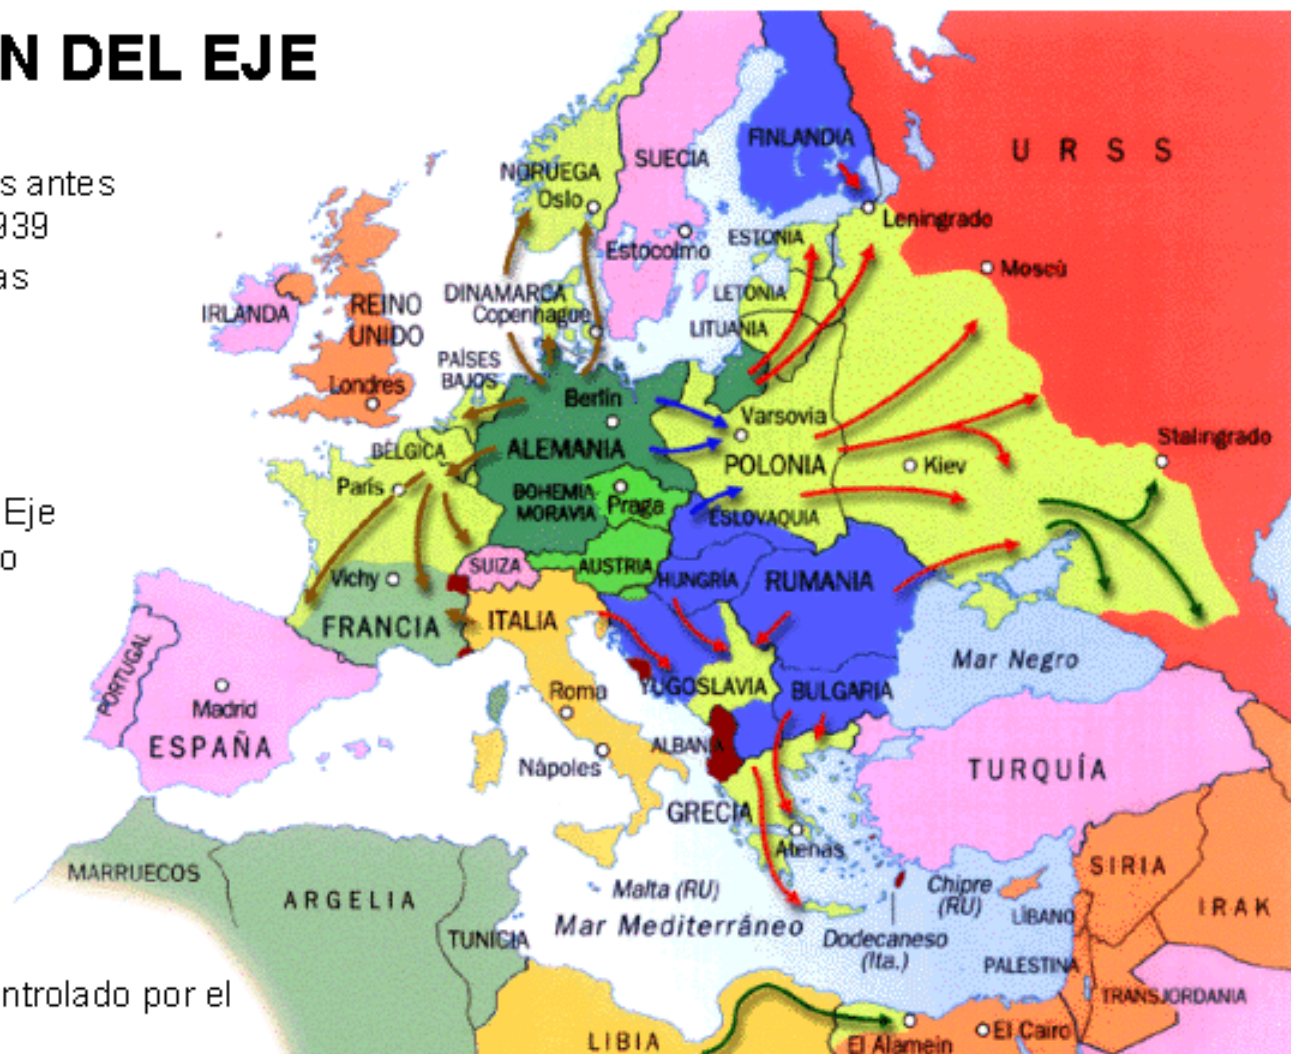 N DEL EJE
s antes
939
as
Eje
o
ntrolado por el
FINLANDIA
U R S S
SUECIA
NORUEGA
Oslo
Leningrado
ESTONIA
Estocolmo
Moscú
DINAMARCA
Copenhague
LETONIA
IRLANDA
REINO
UNIDO
LITUANIA
PAÍSES
BAJOS
Londres
Berlín
Varsovia
Stalingrado
BÉLGICA
ALEMANIA
POLONIA
Kiev
París
BOHEMIA
MORAVIA
Praga
ESLOVAQUIA
Vichy
SUIZA
AUSTRIA
HUNGRÍA
RUMANIA
FRANCIA
ITALIA
PORTUGAL
Mar Negro
Madrid
Roma
YUGOSLAVIA
BULGARIA
ESPAÑA
ALBANIA
Nápoles
TURQUÍA
GRECIA
Atenas
MARRUECOS
ARGELIA
Malta (RU)
Chipre
(RU)
SIRIA
IRAK
LÍBANO
Mar Mediterráneo
TUNICIA
Dodecaneso
(Ita.)
PALESTINA
TRANSJORDANIA
LIBIA
El Alamein
El Cairo